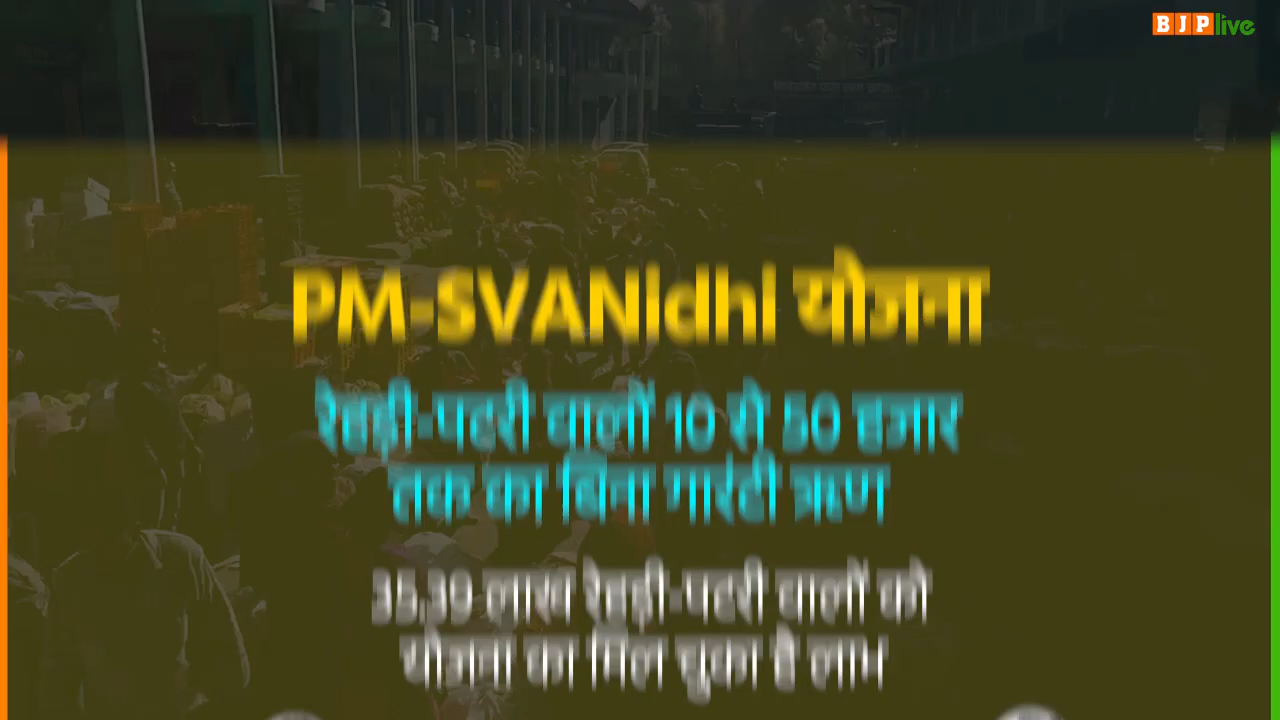 BJPlive
PM-SVANidhi योजना
रेहड़ी-पटरी वालों 10 से 50 हजार
तक का बिना गारंटी ऋण
35.39 लाख रेहड़ी-पटरी वालों को
योजना का मिल चुका है लाभ